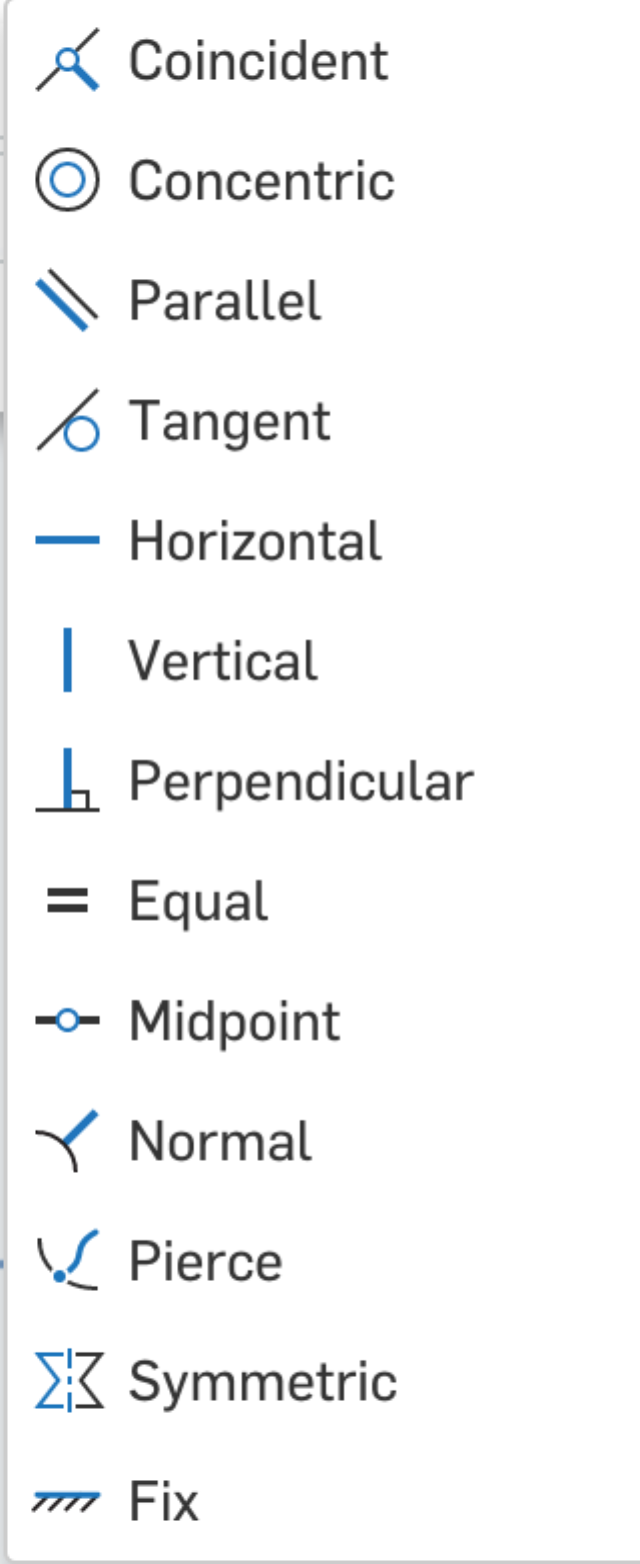 Coincident
Concentric
Parallel
Tangent
Horizontal
Vertical
Perpendicular
Equal
Midpoint
Normal
Pierce
Symmetric
Fix